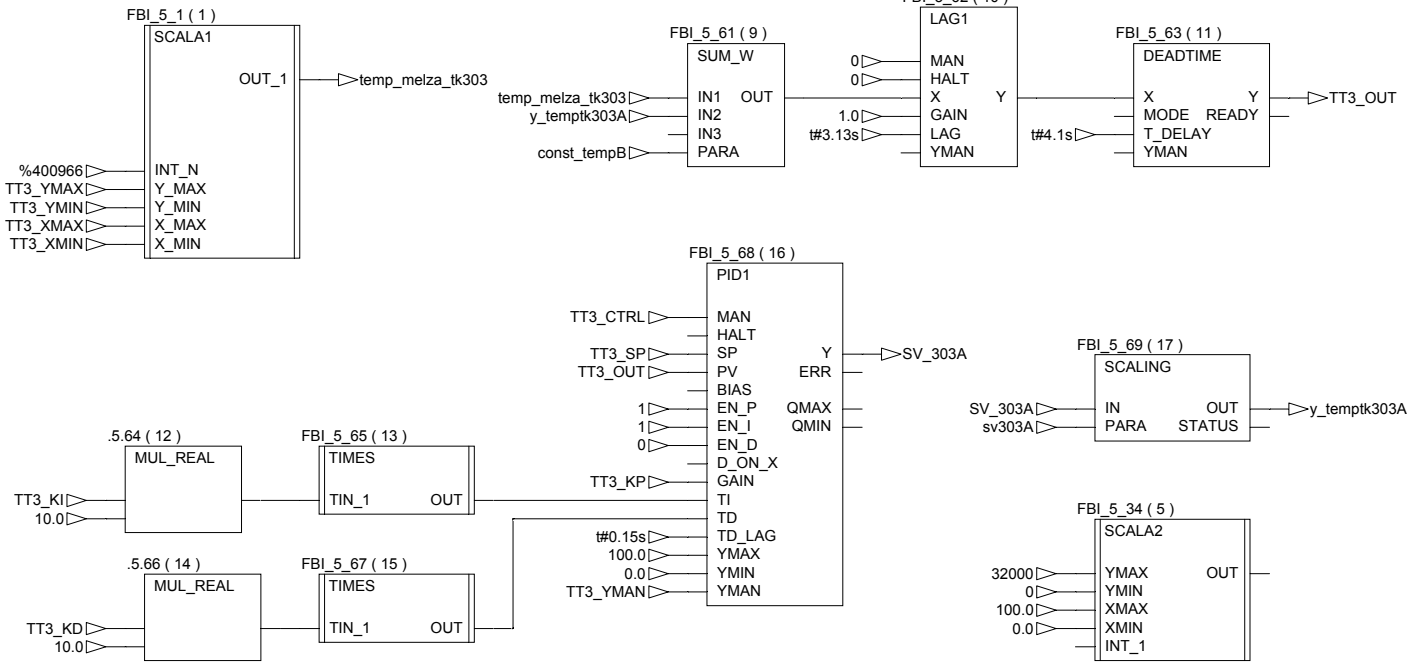 FBI_5_1 ( 1 )
SCALA1
OUT_1
temp_melza_tk303
%400966
INT_N
TT3_YMAX
Y_MAX
TT3_YMIN
Y_MIN
TT3_XMAX
X_MAX
TT3_XMIN
X_MIN
FBI_5_61 ( 9 )
SUM_W
temp_melza_tk303
IN1 OUT
y_temptk303A
IN2
IN3
const_tempB
PARA
LAG1
0
MAN
0
HALT
X Y
1.0
GAIN
t#3.13s
LAG
YMAN
FBI_5_63 ( 11 )
DEADTIME
X Y
TT3_OUT
MODE READY
t#4.1s
T_DELAY
YMAN
FBI_5_68 ( 16 )
PID1
TT3_CTRL
MAN
HALT
TT3_SP
SP Y
SV_303A
TT3_OUT
PV ERR
BIAS
1
EN_P QMAX
1
EN_I QMIN
0
EN_D
D_ON_X
TT3_KP
GAIN
TI
TD
t#0.15s
TD_LAG
100.0
YMAX
0.0
YMIN
TT3_YMAN
YMAN
FBI_5_69 ( 17 )
SCALING
SV_303A
IN OUT
y_temptk303A
sv303A
PARA STATUS
.5.64 ( 12 )
MUL_REAL
TT3_KI
10.0
FBI_5_65 ( 13 )
TIMES
TIN_1 OUT
.5.66 ( 14 )
MUL_REAL
TT3_KD
10.0
FBI_5_67 ( 15 )
TIMES
TIN_1 OUT
FBI_5_34 ( 5 )
SCALA2
32000
YMAX OUT
0
YMIN
100.0
XMAX
0.0
XMIN
INT_1